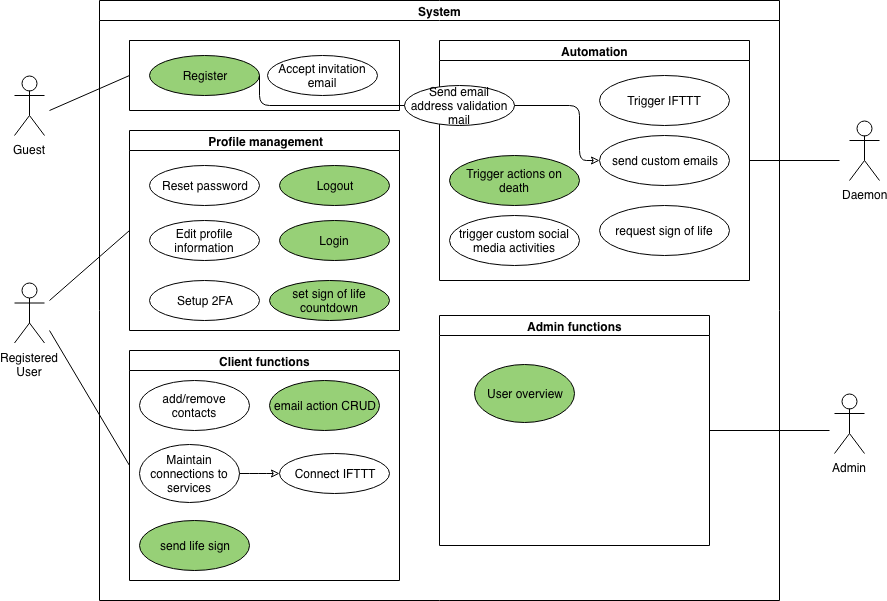 System
Register
Accept invitation
email
Send email
address validation
mail
Guest
Profile management
Reset password
Logout
Edit profile
information
Login
Setup 2FA
set sign of life
countdown
Registered
User
Client functions
add/remove
contacts
email action CRUD
Maintain
connections to
services
Connect IFTTT
send life sign
Automation
Trigger IFTTT
send custom emails
Trigger actions on
death
trigger custom social
media activities
request sign of life
Daemon
Admin functions
User overview
Admin